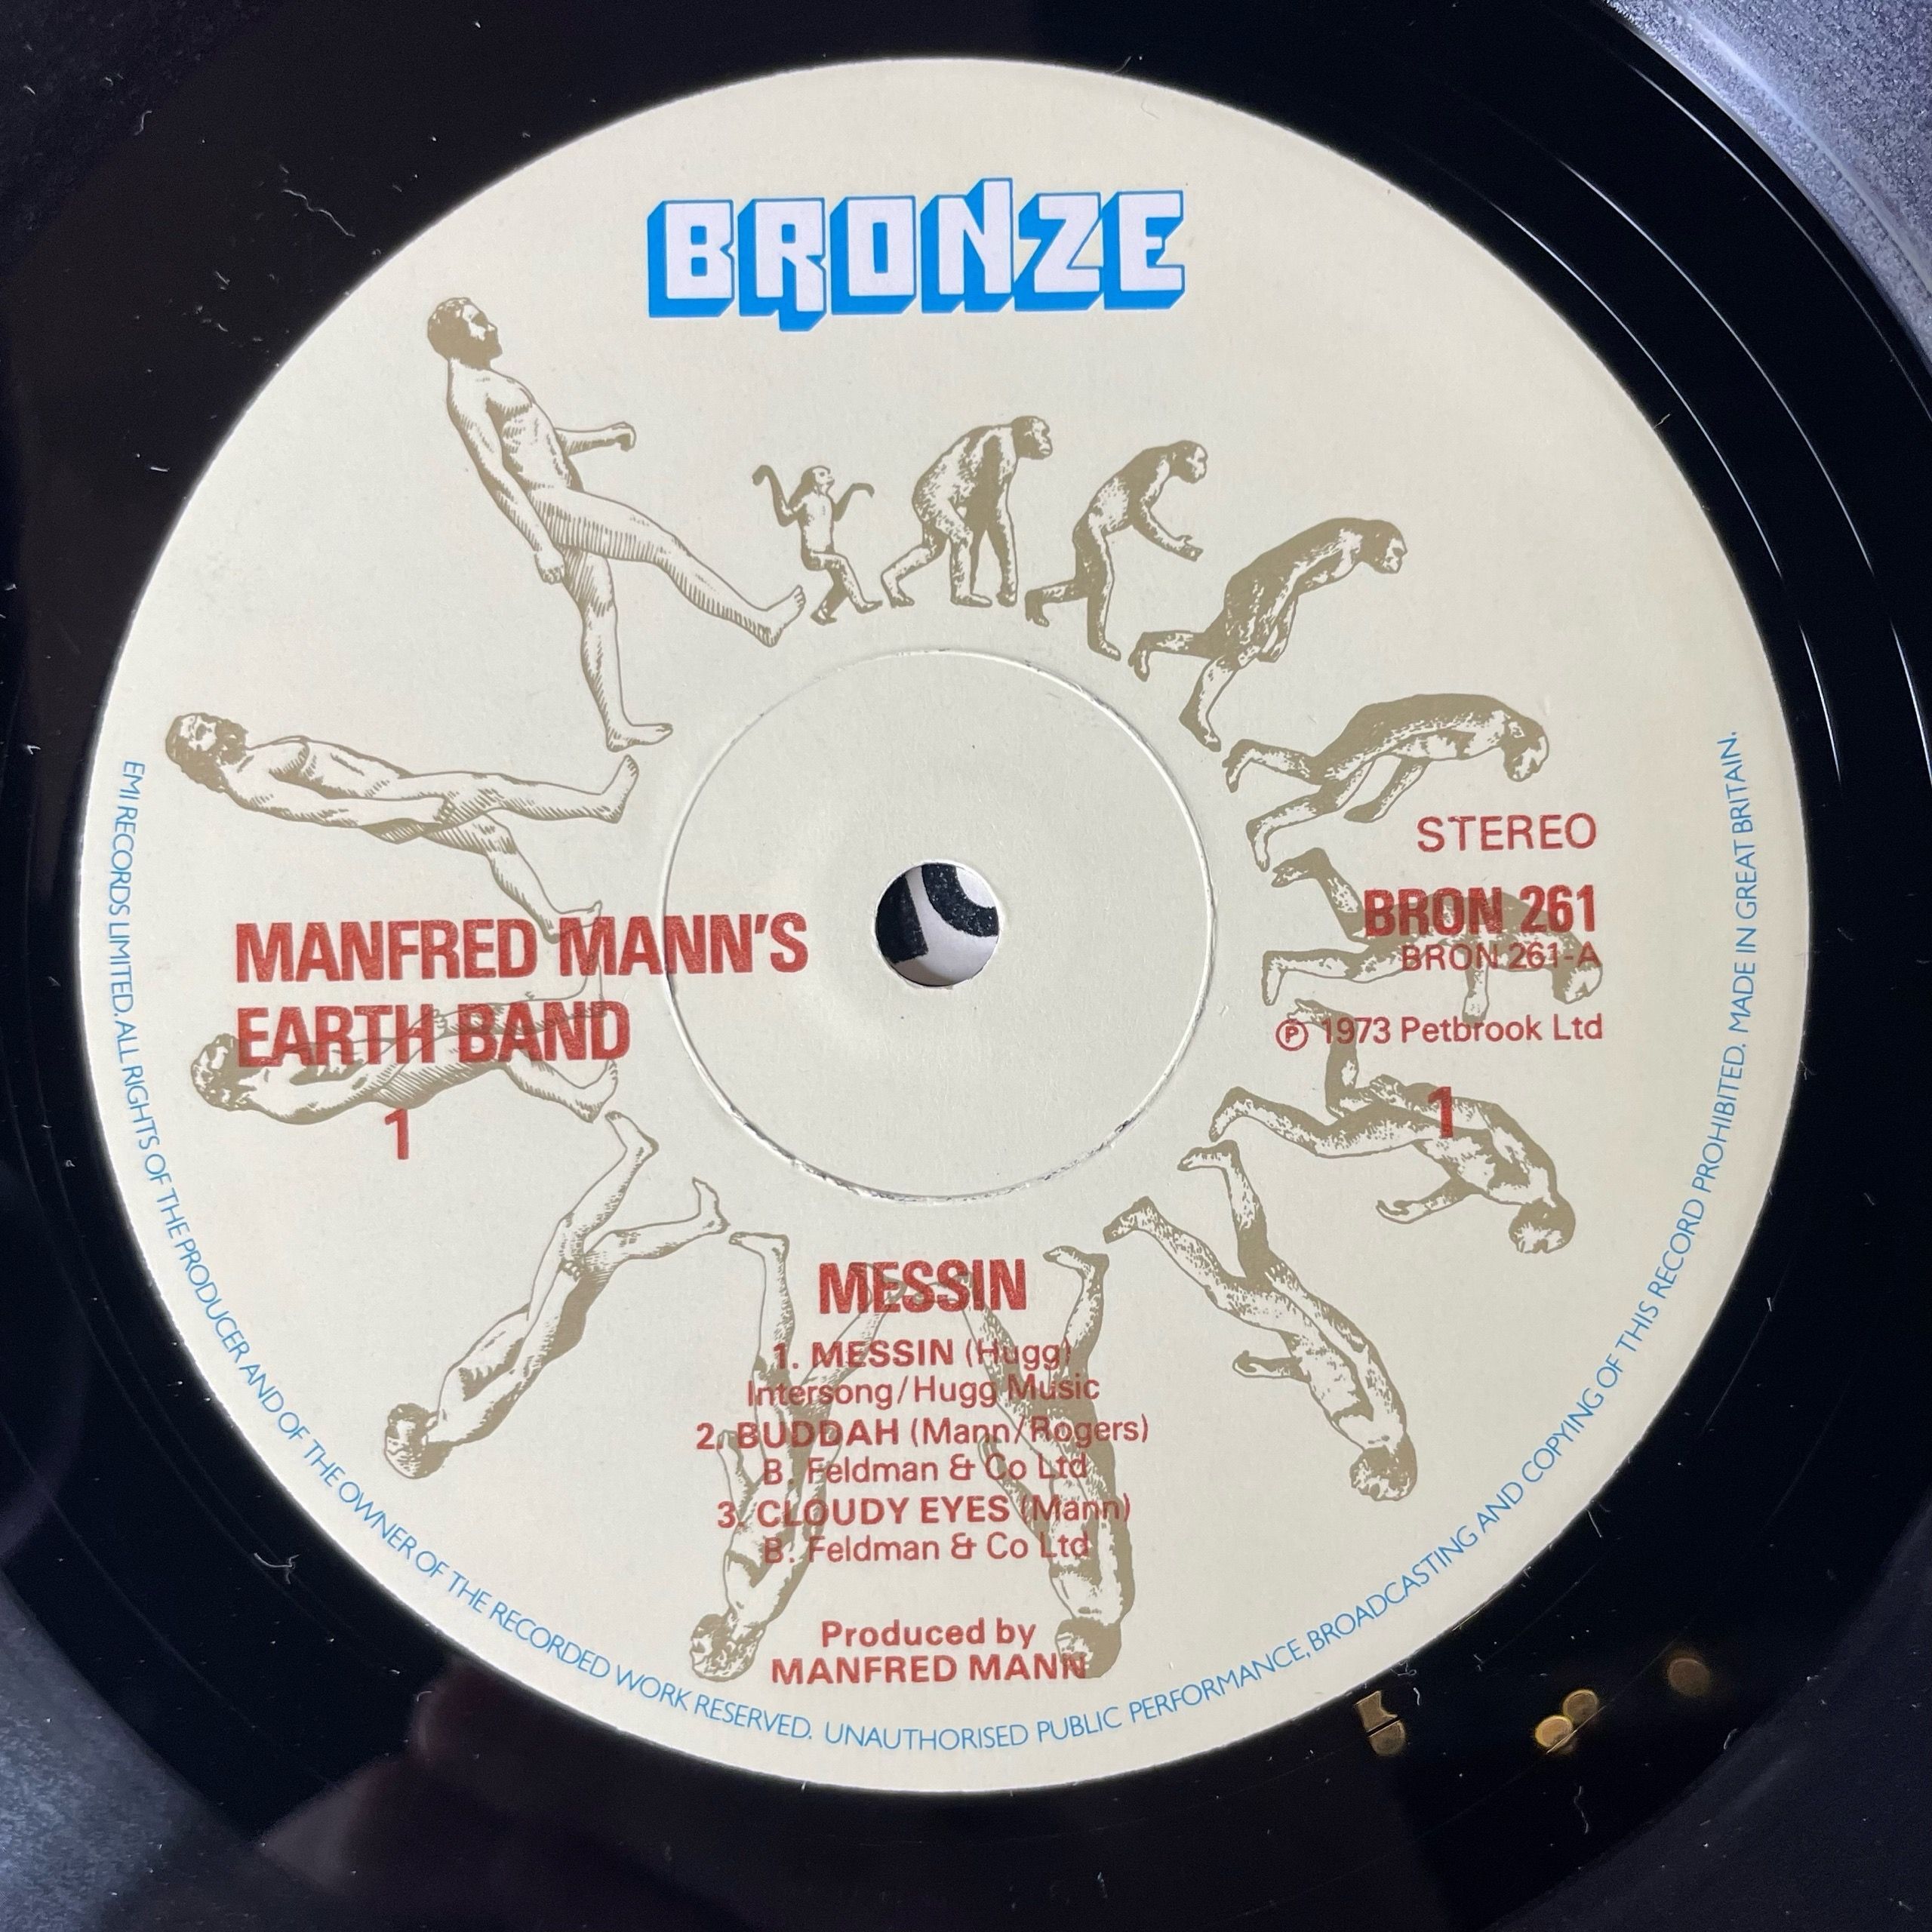 BRONZE
STEREO
BRON 261
BRON 261-A
℗ 1973 Petbrook Ltd
1
MANFRED MANN'S
EARTH BAND
1
MESSIN
1. MESSIN (Hugg)
Intersong/Hugg Music
2. BUDDAH (Mann/Rogers)
B. Feldman & Co Ltd
3. CLOUDY EYES (Mann)
B. Feldman & Co Ltd
Produced by
MANFRED MANN
EMI RECORDS LIMITED. ALL RIGHTS OF THE PRODUCER AND OF THE OWNER OF THE RECORDED WORK RESERVED. UNAUTHORISED PUBLIC PERFORMANCE, BROADCASTING AND COPYING OF THIS RECORD PROHIBITED. MADE IN GREAT BRITAIN.